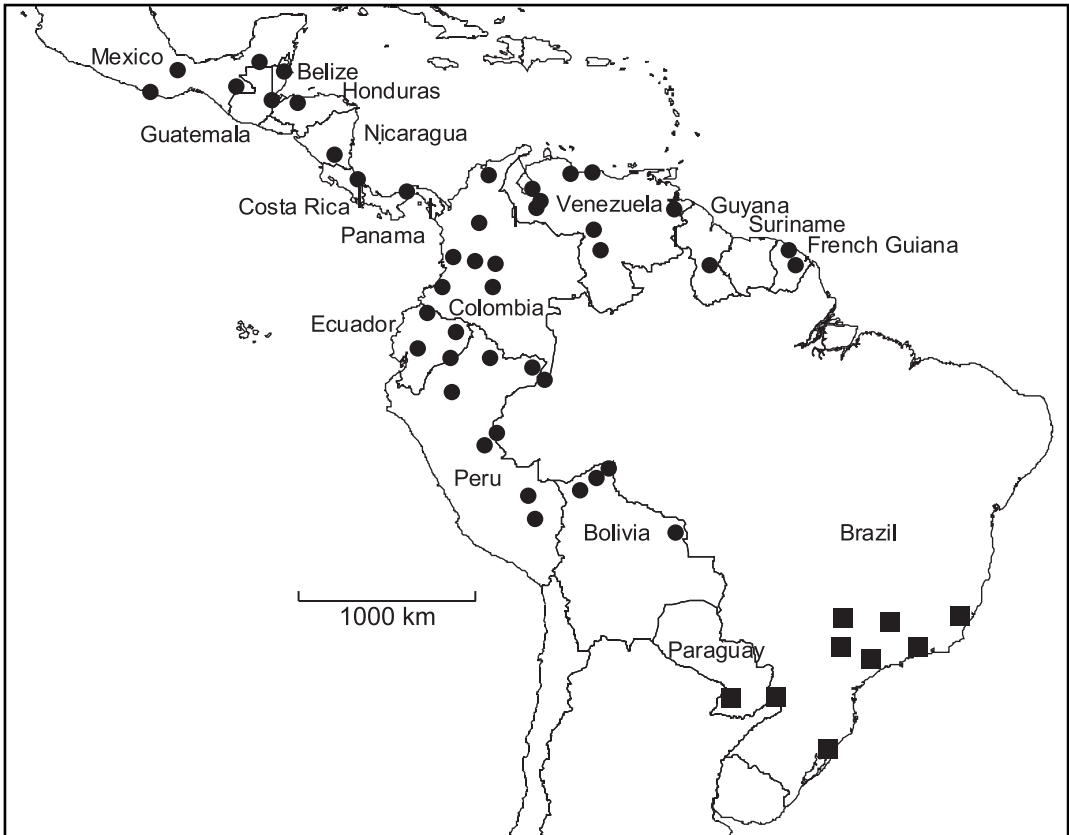 Mexico
Belize
Honduras
Guatemala
Nicaragua
Costa Rica
Panama
Venezuela
Guyana
Suriname
French Guiana
Colombia
Ecuador
Peru
Bolivia
Brazil
1000 km
Paraguay